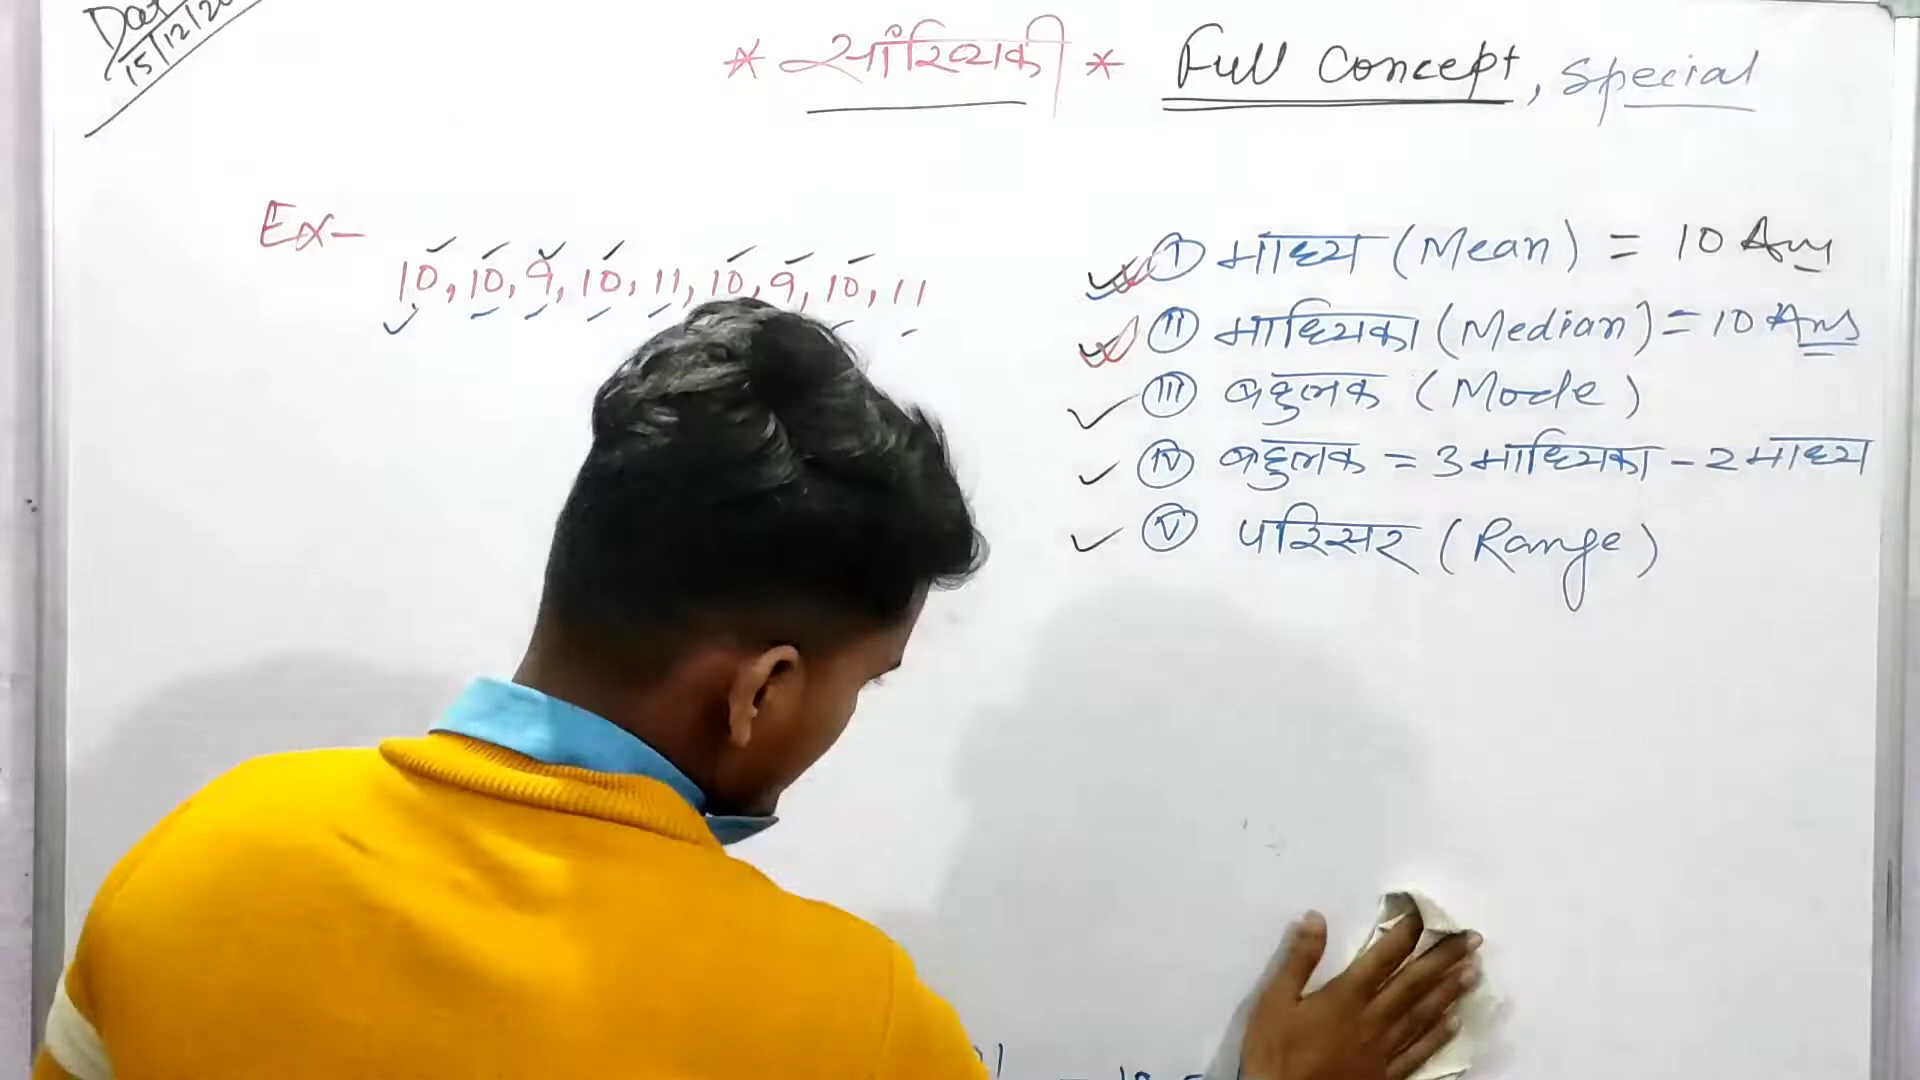 15/12/20
* सांख्यिकी * Full Concept, Special
Ex- 10, 10, 9, 10, 11, 10, 9, 10, 11
(I) माध्य (Mean) = 10 Ans
(II) माध्यिका (Median) = 10 Ans
(III) बहुलक (Mode)
(IV) बहुलक = 3 माध्यिका - 2 माध्य
(V) परिसर (Range)